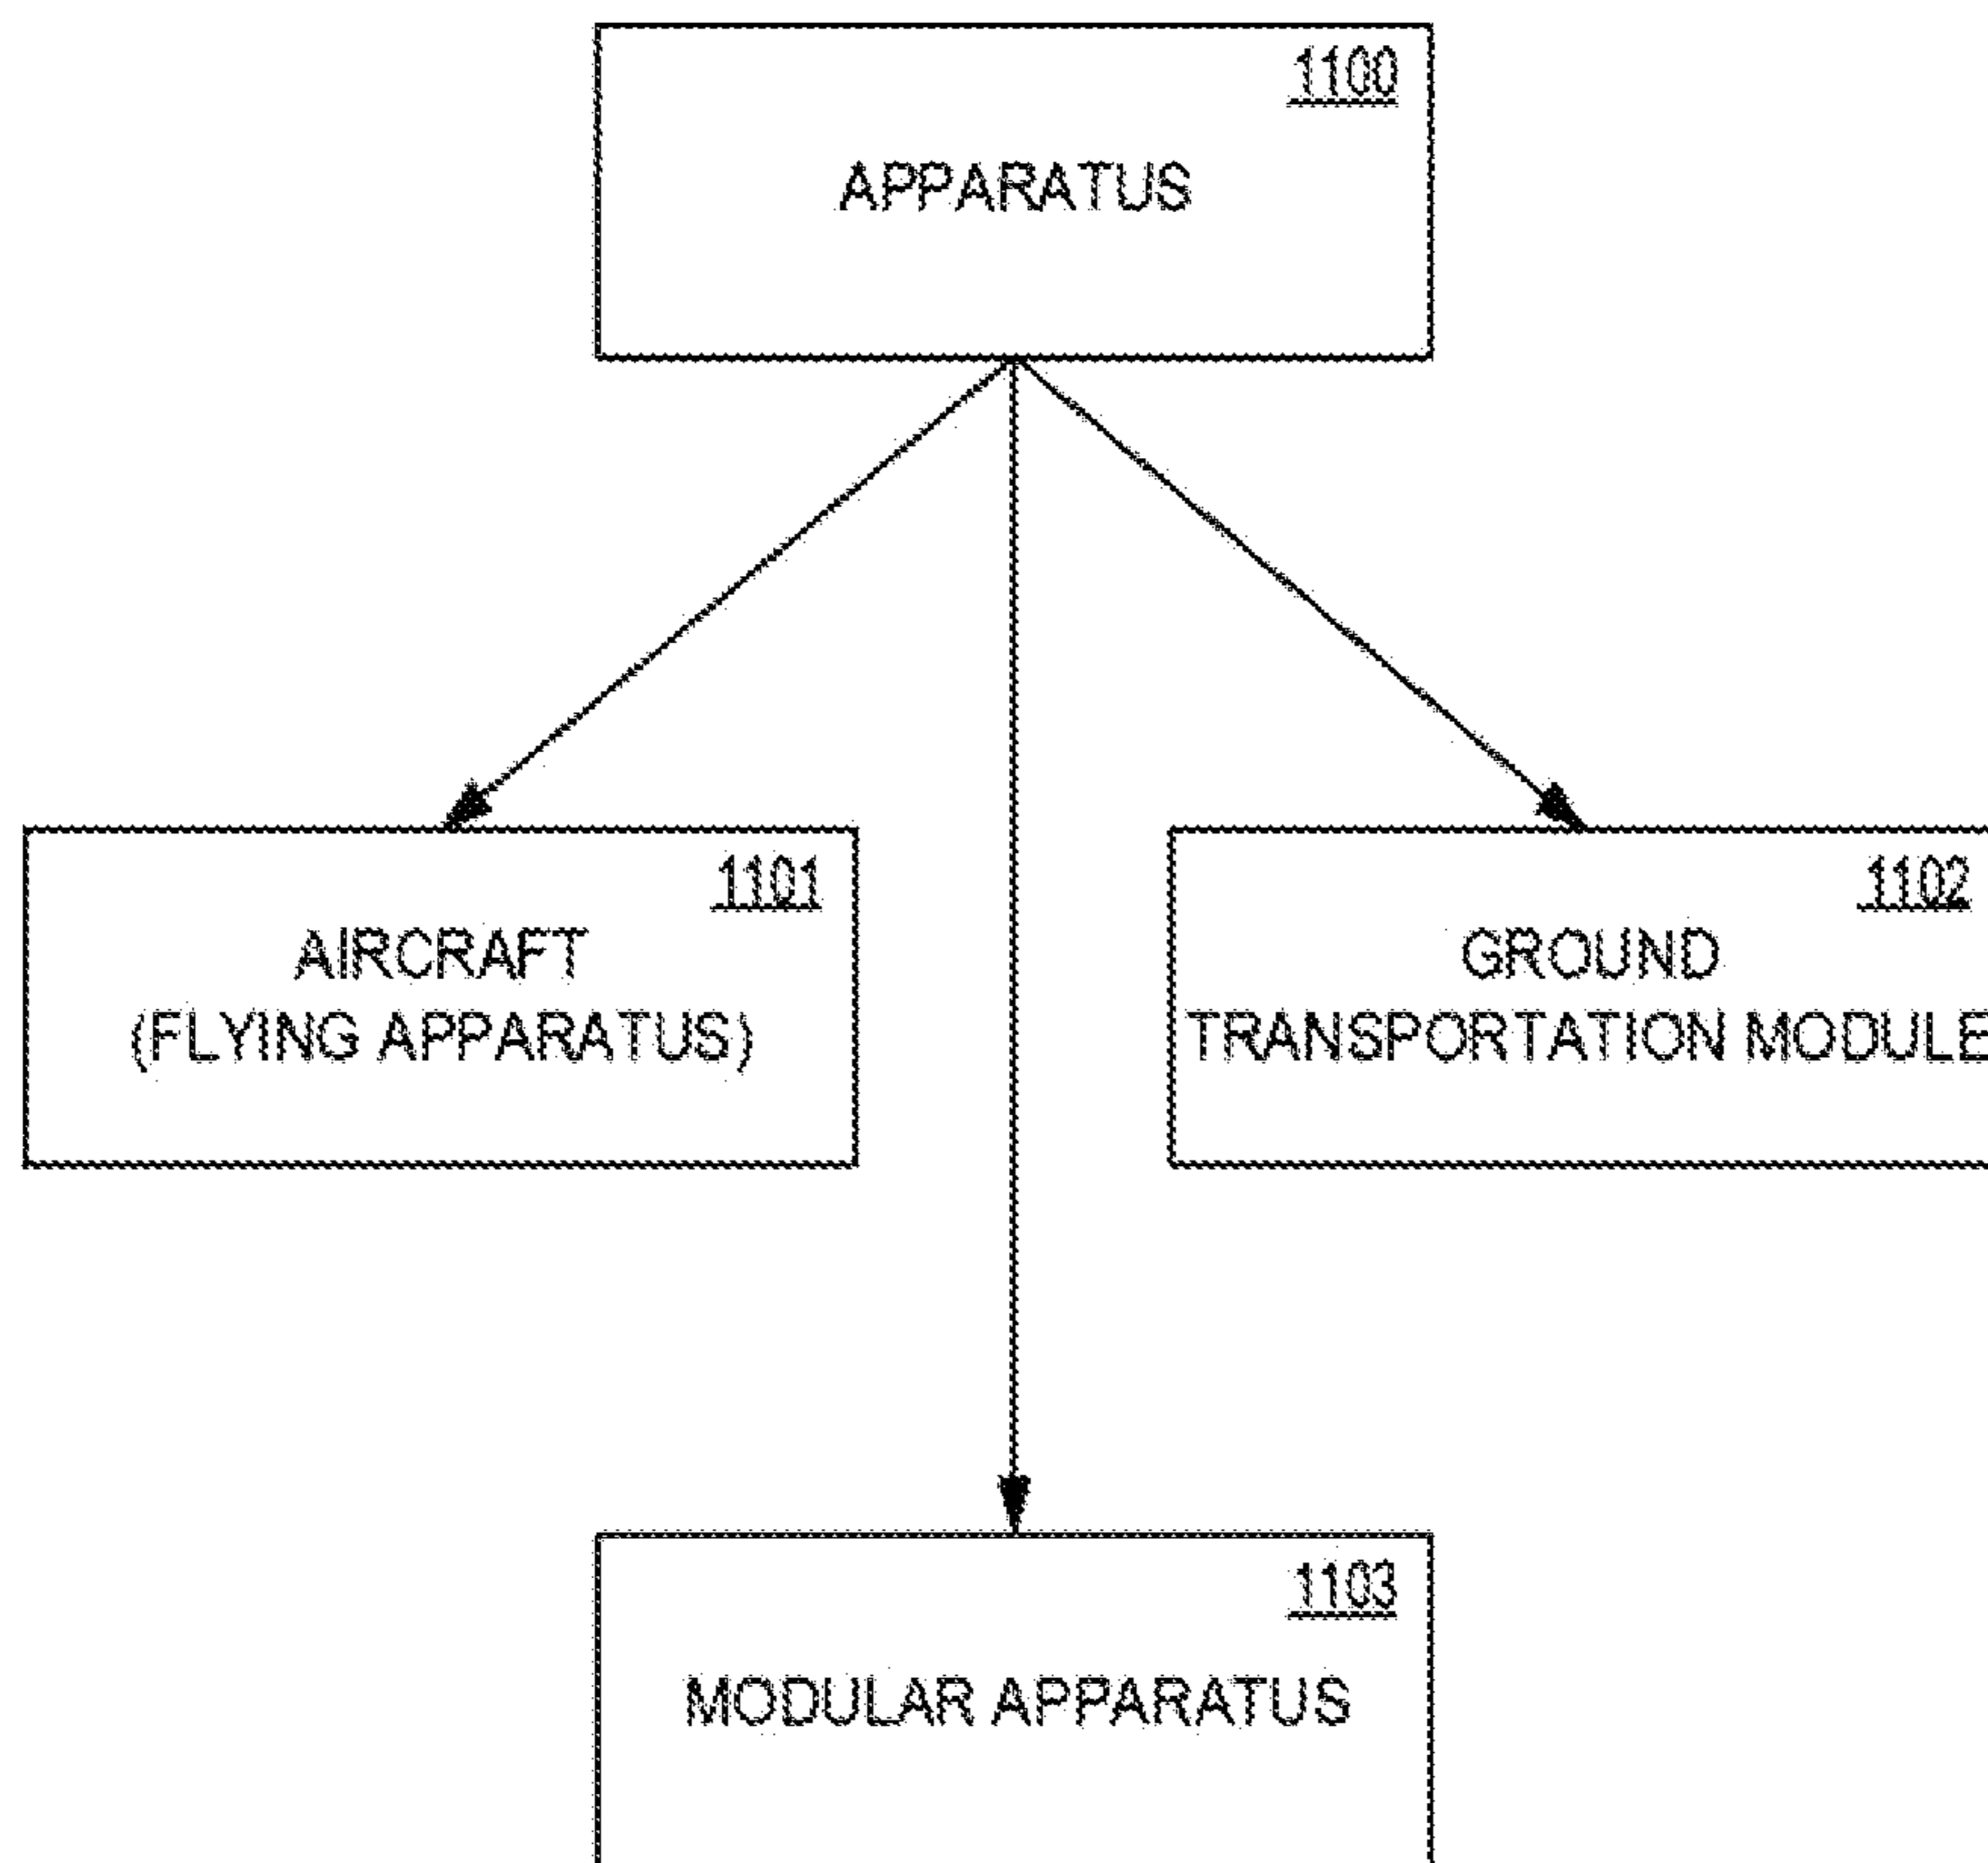 1100
APPARATUS
1101
AIRCRAFT
(FLYING APPARATUS)
1102
GROUND
TRANSPORTATION MODULE
1103
MODULAR APPARATUS